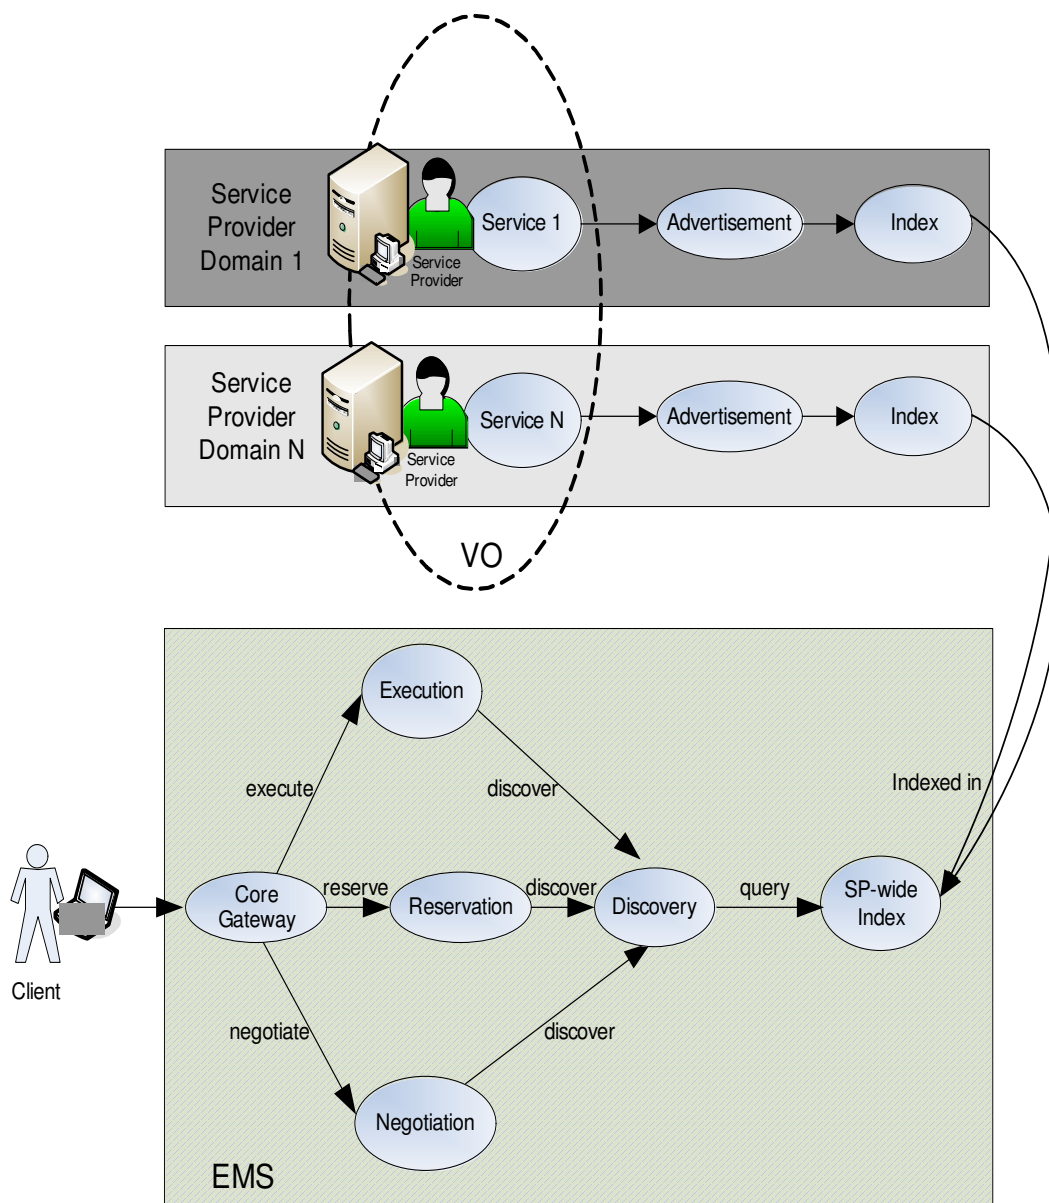 Service
Provider
Domain 1
Service
Provider
Service 1
Advertisement
Index
Service
Provider
Domain N
Service
Provider
Service N
Advertisement
Index
VO
Execution
execute
discover
Indexed in
Core
Gateway
reserve
Reservation
discover
Discovery
query
SP-wide
Index
Client
negotiate
discover
Negotiation
EMS